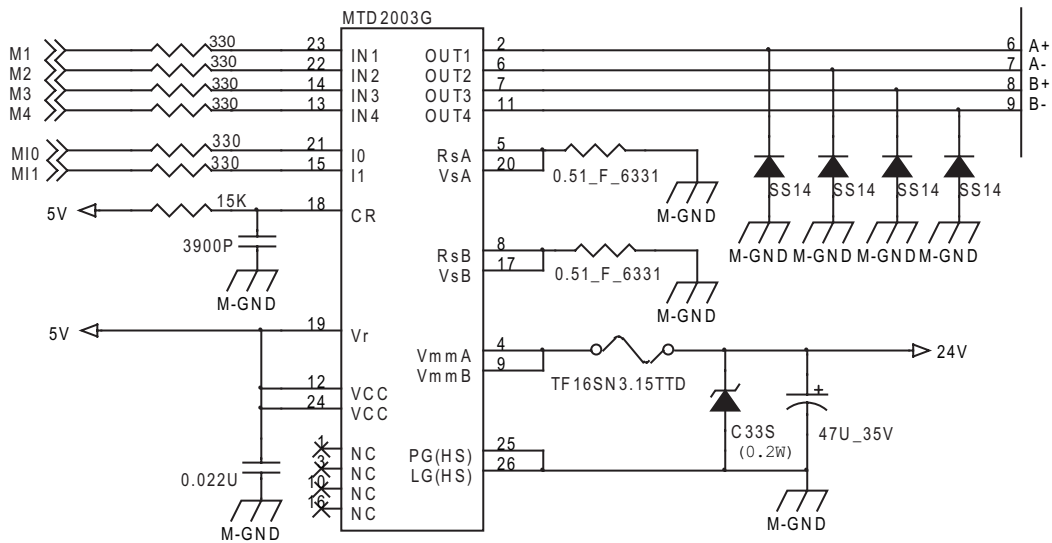 MTD2003G
M1 330 23 IN1 OUT1 2 6 A+
M2 330 22 IN2 OUT2 6 7 A-
M3 330 14 IN3 OUT3 7 8 B+
M4 330 13 IN4 OUT4 11 9 B-
MI0 330 21 I0 RsA 5
MI1 330 15 I1 VsA 20
0.51_F_6331
SS14 SS14 SS14 SS14
5V 15K 18 CR
M-GND
3900P
RsB 8
VsB 17
M-GND M-GND M-GND M-GND
0.51_F_6331
M-GND
M-GND
5V 19 Vr
VmmA 4
24V
VmmB 9
TF16SN3.15TTD
12 VCC
24 VCC
C33S
(0.2W)
+
47U_35V
1 NC
3 NC
10 NC
16 NC
PG(HS) 25
LG(HS) 26
0.022U
M-GND
M-GND